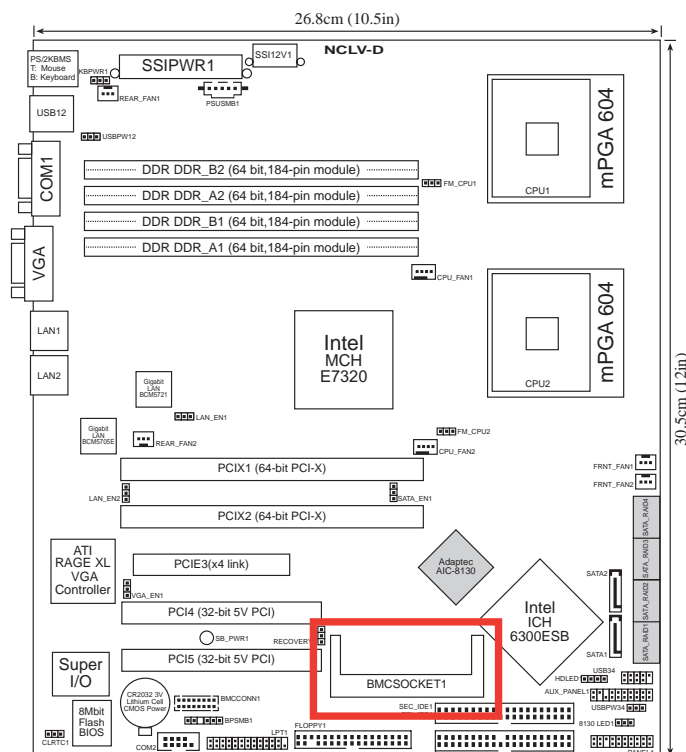 26.8cm (10.5in)
NCLV-D
PS/2KBMS
T: Mouse
B: Keyboard
KBPWR1
SSIPWR1
SSI12V1
REAR_FAN1
PSUSMB1
USB12
USBPW12
COM1
DDR DDR_B2 (64 bit,184-pin module)
DDR DDR_A2 (64 bit,184-pin module)
DDR DDR_B1 (64 bit,184-pin module)
DDR DDR_A1 (64 bit,184-pin module)
FM_CPU1
CPU1
mPGA 604
VGA
CPU_FAN1
LAN1
LAN2
Intel
MCH
E7320
CPU2
mPGA 604
30.5cm (12in)
Gigabit
LAN
BCM5721
LAN_EN1
Gigabit
LAN
BCM5705E
REAR_FAN2
FM_CPU2
CPU_FAN2
FRNT_FAN1
FRNT_FAN2
PCIX1 (64-bit PCI-X)
LAN_EN2
SATA_EN1
PCIX2 (64-bit PCI-X)
SATA_RAID4
SATA_RAID3
SATA_RAID2
SATA_RAID1
ATI
RAGE XL
VGA
Controller
PCIE3(x4 link)
VGA_EN1
Adaptec
AIC-8130
SATA2
SATA1
Intel
ICH
6300ESB
PCI4 (32-bit 5V PCI)
SB_PWR1
RECOVERY
PCI5 (32-bit 5V PCI)
BMCSOCKET1
Super
I/O
CR2032 3V
Lithium Cell
CMOS Power
BMCCONN1
USB34
HDLED1
AUX_PANEL1
USBPW34
8130 LED1
SEC_IDE1
8Mbit
Flash
BIOS
CLRTC1
BPSMB1
FLOPPY1
LPT1
COM2